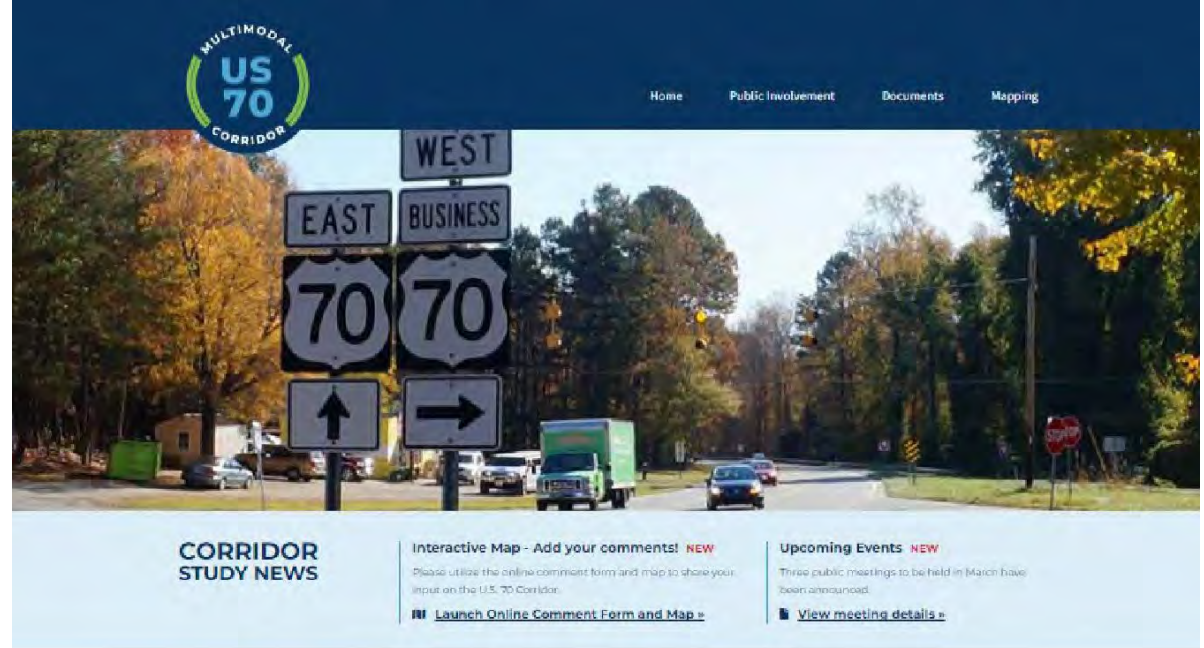 MULTIMODAL
US
70
CORRIDOR
Home Public Involvement Documents Mapping
WEST
EAST
BUSINESS
70 70
STOP
CORRIDOR
STUDY NEWS
Interactive Map - Add your comments! NEW
Please utilize the online comment form and map to share your
input on the U.S. 70 Corridor.
Launch Online Comment Form and Map »
Upcoming Events NEW
Three public meetings to be held in March have
been announced.
View meeting details »